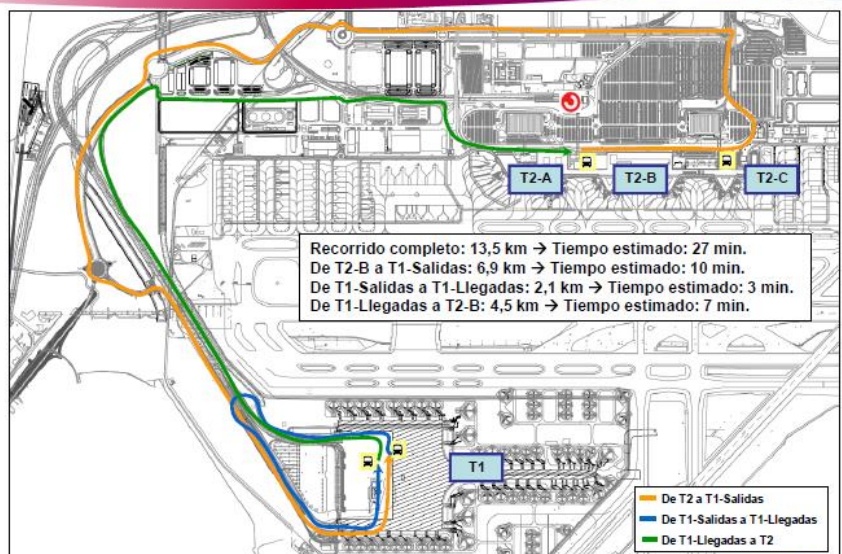 T2-A
T2-B
T2-C
Recorrido completo: 13,5 km → Tiempo estimado: 27 min.
De T2-B a T1-Salidas: 6,9 km → Tiempo estimado: 10 min.
De T1-Salidas a T1-Llegadas: 2,1 km → Tiempo estimado: 3 min.
De T1-Llegadas a T2-B: 4,5 km → Tiempo estimado: 7 min.
T1
De T2 a T1-Salidas
De T1-Salidas a T1-Llegadas
De T1-Llegadas a T2